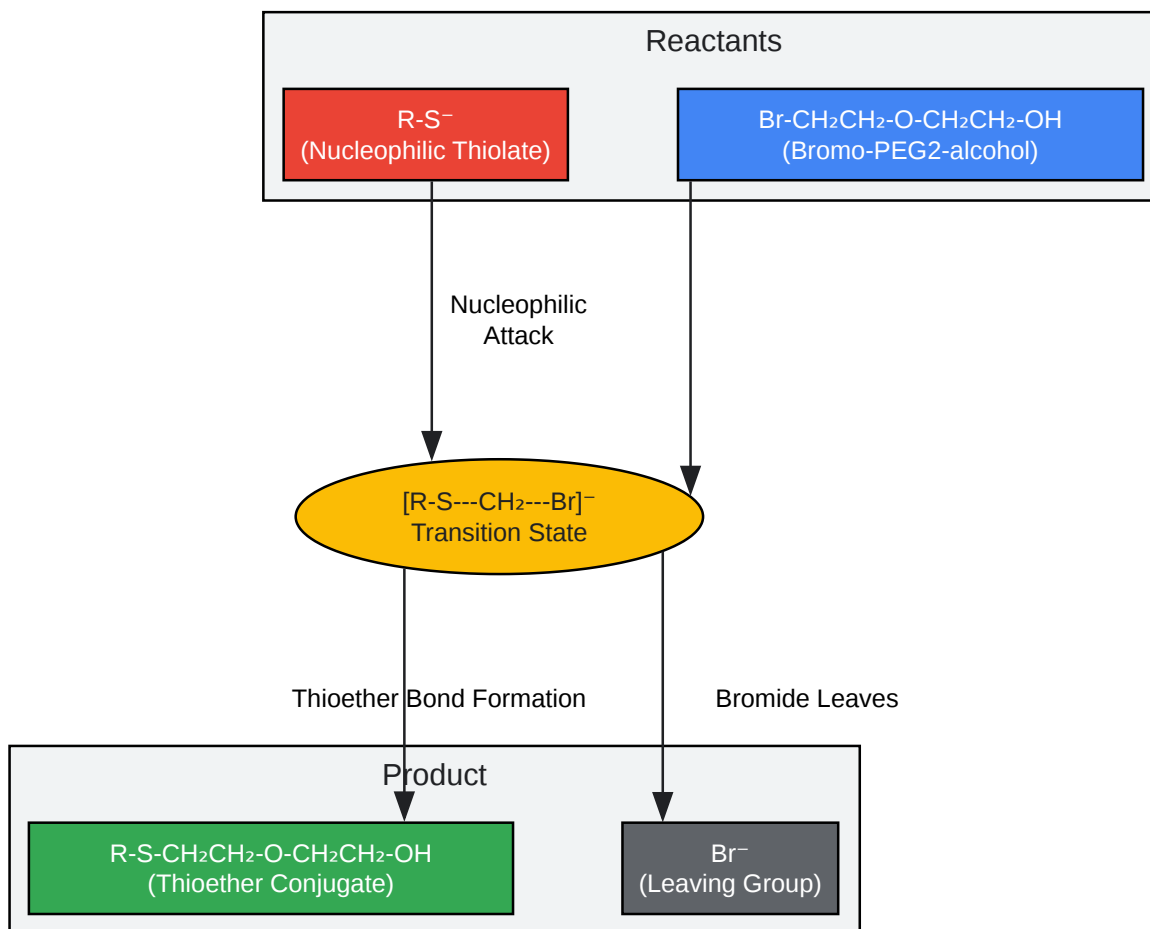 Reactants
R-S⁻
(Nucleophilic Thiolate)
Br-CH₂CH₂-O-CH₂CH₂-OH
(Bromo-PEG2-alcohol)
Nucleophilic
Attack
[R-S---CH₂---Br]⁻
Transition State
Thioether Bond Formation
Bromide Leaves
Product
R-S-CH₂CH₂-O-CH₂CH₂-OH
(Thioether Conjugate)
Br⁻
(Leaving Group)